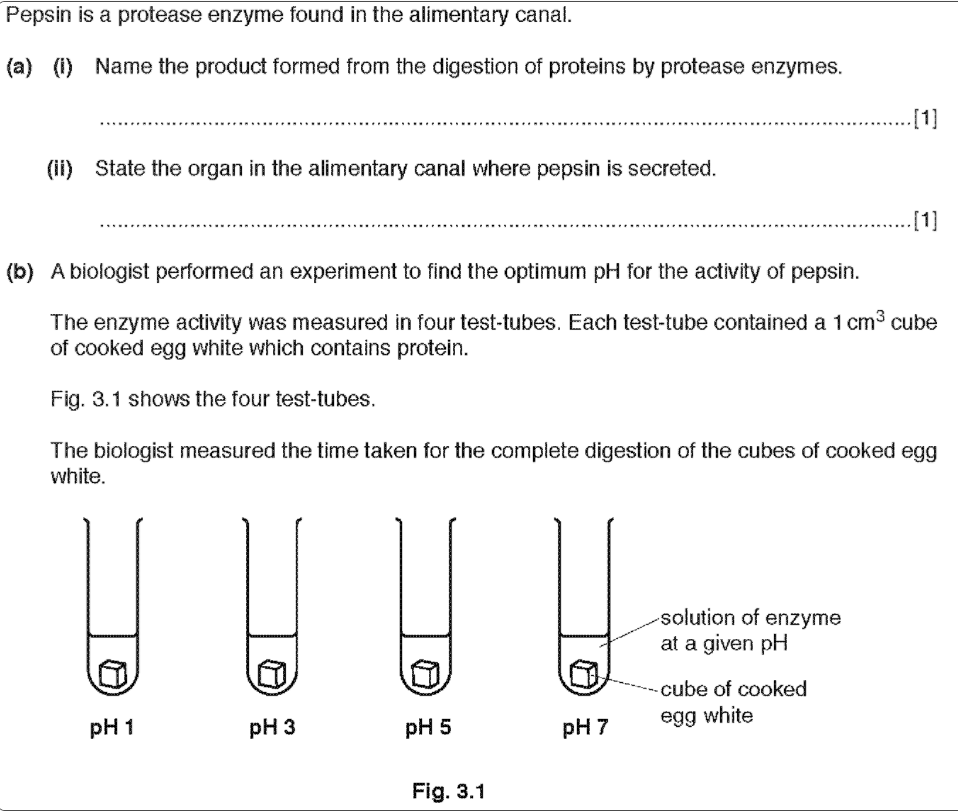 Pepsin is a protease enzyme found in the alimentary canal.
(a) (i) Name the product formed from the digestion of proteins by protease enzymes.
..........................................................................................................................................[1]
(ii) State the organ in the alimentary canal where pepsin is secreted.
..........................................................................................................................................[1]
(b) A biologist performed an experiment to find the optimum pH for the activity of pepsin.
The enzyme activity was measured in four test-tubes. Each test-tube contained a 1 cm³ cube
of cooked egg white which contains protein.
Fig. 3.1 shows the four test-tubes.
The biologist measured the time taken for the complete digestion of the cubes of cooked egg
white.
solution of enzyme
at a given pH
cube of cooked
egg white
pH 1 pH 3 pH 5 pH 7
Fig. 3.1